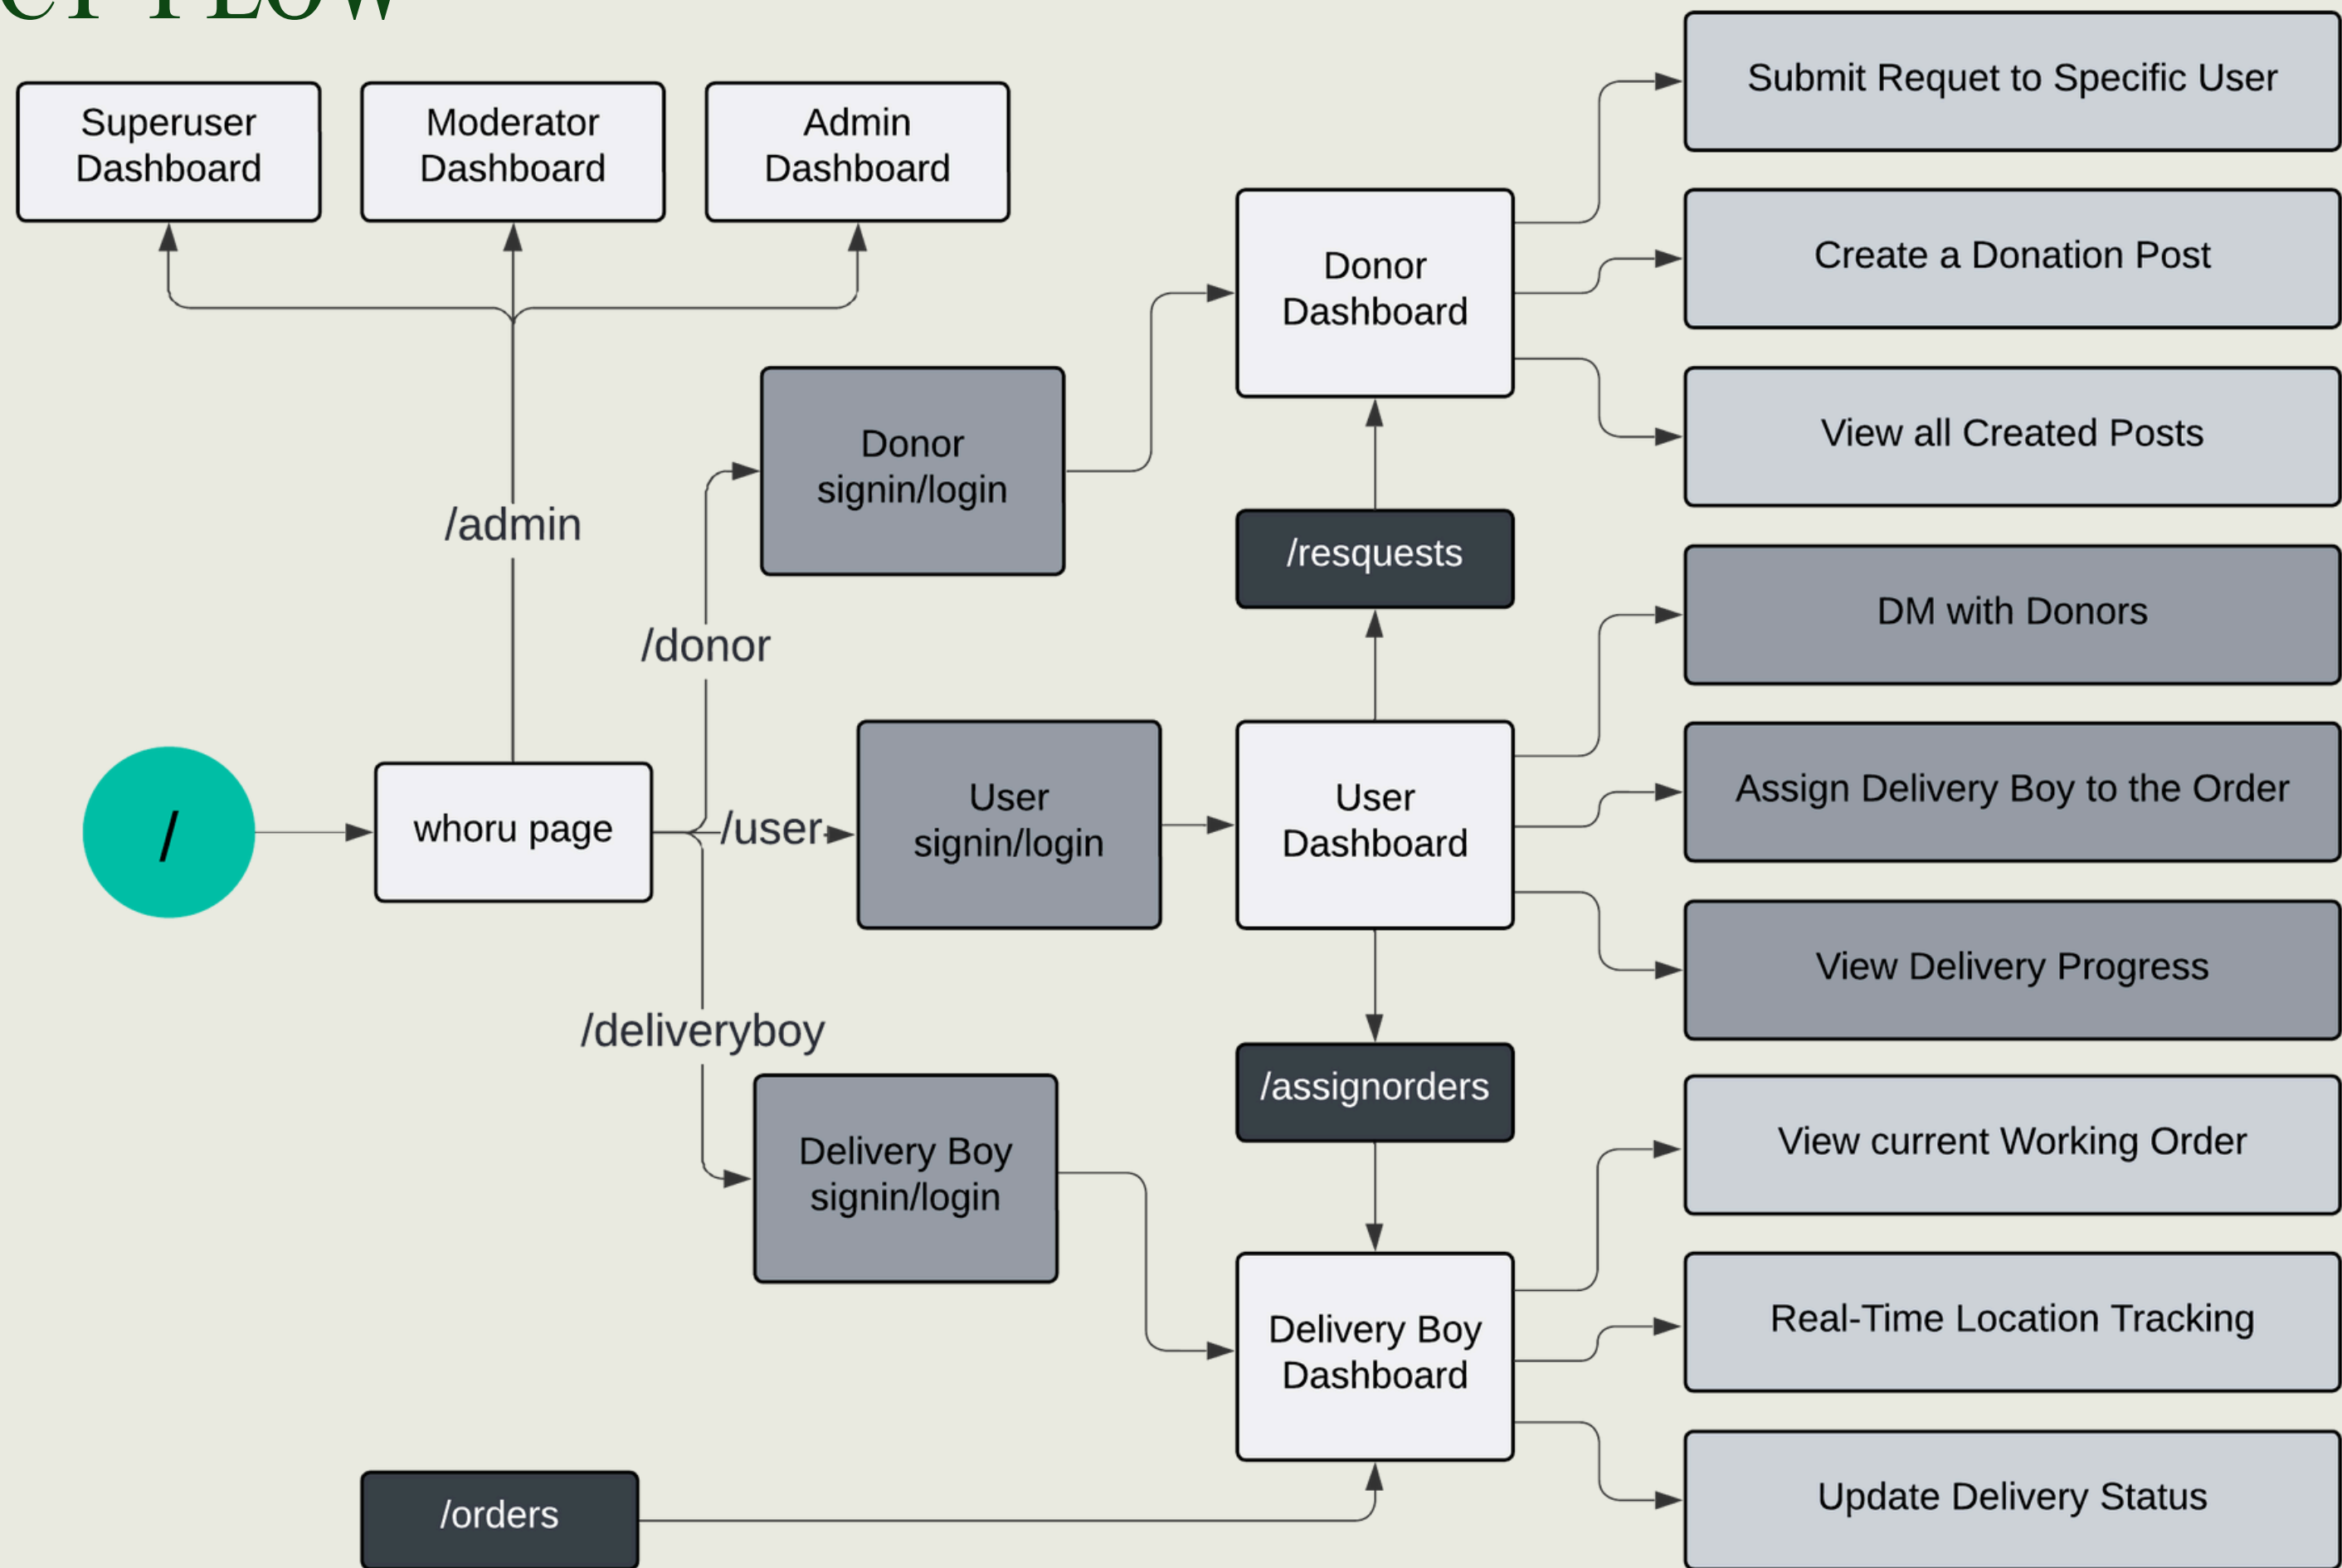 FLOW
Superuser
Dashboard
Moderator
Dashboard
Admin
Dashboard
/admin
/donor
/user
/deliveryboy
/
whoru page
Donor
signin/login
User
signin/login
Delivery Boy
signin/login
/orders
Donor
Dashboard
/resquests
User
Dashboard
/assignorders
Delivery Boy
Dashboard
Submit Requet to Specific User
Create a Donation Post
View all Created Posts
DM with Donors
Assign Delivery Boy to the Order
View Delivery Progress
View current Working Order
Real-Time Location Tracking
Update Delivery Status